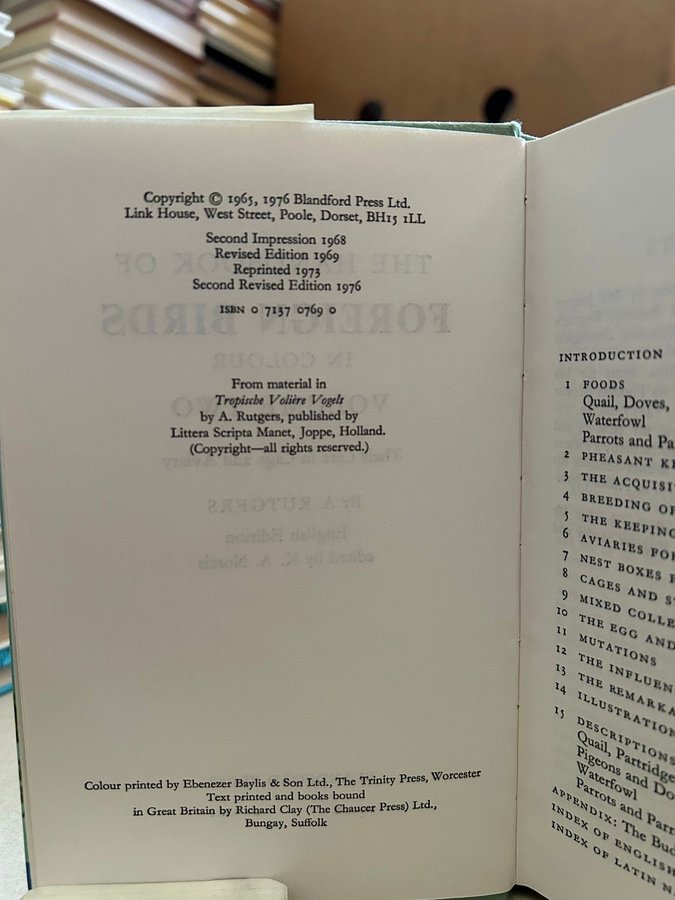 Copyright © 1965, 1976 Blandford Press Ltd.
Link House, West Street, Poole, Dorset, BH15 1LL
Second Impression 1968
Revised Edition 1969
Reprinted 1973
Second Revised Edition 1976
ISBN 0 7137 0769 0
From material in
Tropische Volière Vogels
by A. Rutgers, published by
Littera Scripta Manet, Joppe, Holland.
(Copyright—all rights reserved.)
Colour printed by Ebenezer Baylis & Son Ltd., The Trinity Press, Worcester
Text printed and books bound
in Great Britain by Richard Clay (The Chaucer Press) Ltd.,
Bungay, Suffolk
INTRODUCTION
1 FOODS
Quail, Doves,
Waterfowl
Parrots and Pa
2 PHEASANT KE
3 THE ACQUISIT
4 BREEDING OF
5 THE KEEPING
6 AVIARIES FO
7 NEST BOXES F
8 CAGES AND S
9 MIXED COLLE
10 THE EGG AND
11 MUTATIONS
12 THE INFLUEN
13 THE REMARKA
14 ILLUSTRATION
15 DESCRIPTIONS
Quail, Partridge
Pigeons and Do
Waterfowl
Parrots and Parr
APPENDIX: The Bud
INDEX OF ENGLISH
INDEX OF LATIN N